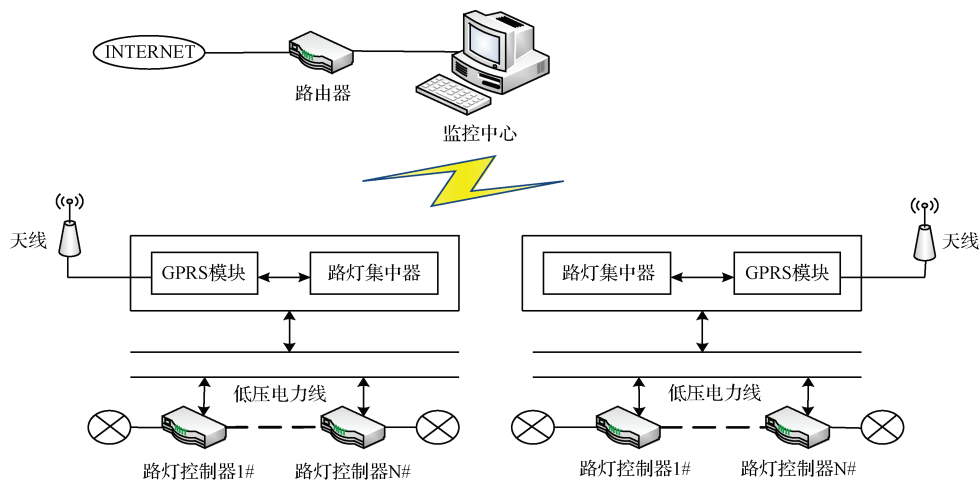 INTERNET
路由器
监控中心
天线
GPRS模块
路灯集中器
路灯集中器
GPRS模块
天线
低压电力线
低压电力线
路灯控制器1#
路灯控制器N#
路灯控制器1#
路灯控制器N#